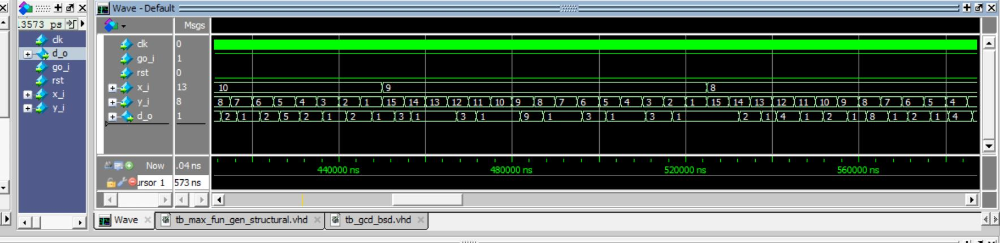 Wave - Default
.3573 ps
Msgs
clk
d_o
go_i
rst
x_i
y_i
clk 0
go_i 1
rst 0
x_i 13 10 9 8
y_i 8 8 7 6 5 4 3 2 1 15 14 13 12 11 10 9 8 7 6 5 4 3 2 1 15 14 13 12 11 10 9 8 7 6 5 4
d_o 1 2 1 2 5 2 1 2 1 3 1 3 1 9 1 3 1 3 1 2 1 4 1 2 1 8 1 2 1 4
Now .04 ns
440000 ns 480000 ns 520000 ns 560000 ns
ursor 1 573 ns
Wave tb_max_fun_gen_structural.vhd tb_gcd_bsd.vhd